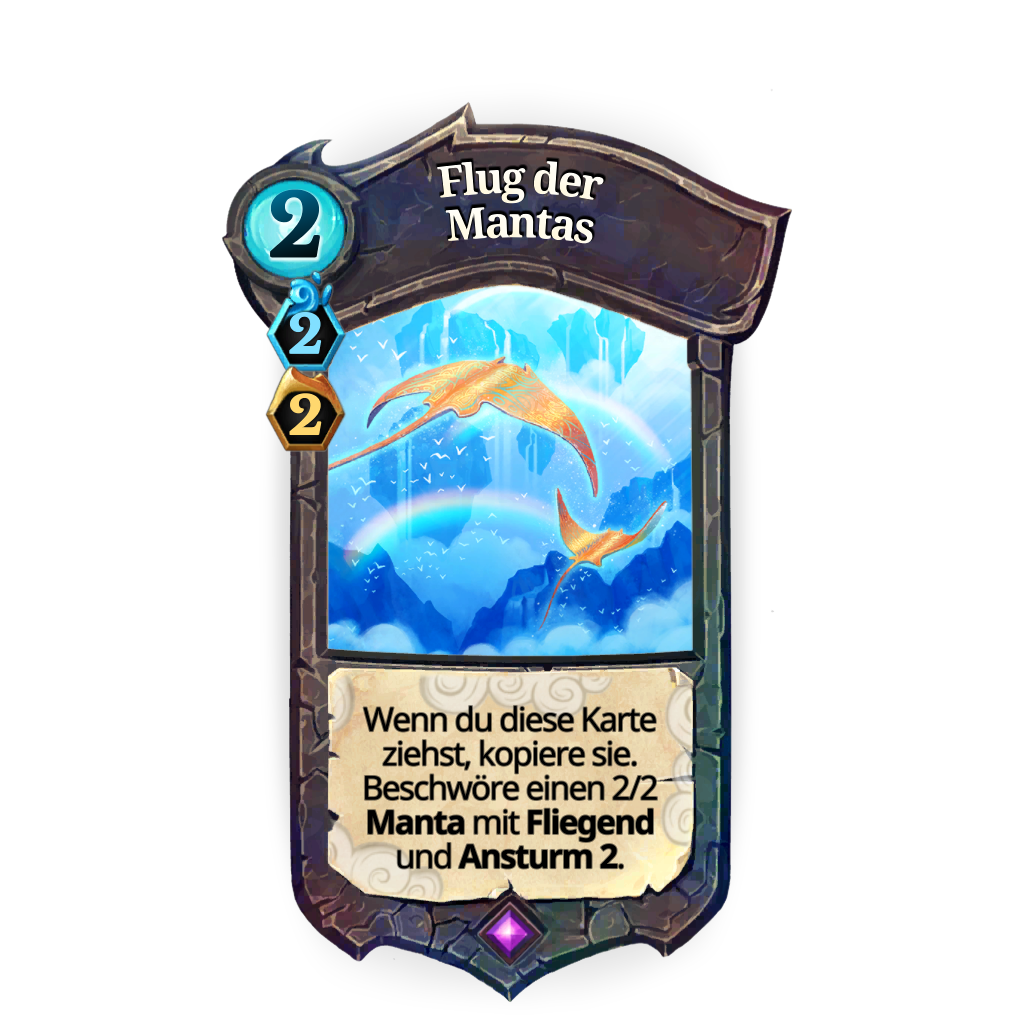 Flug der
Mantas
2
2
2
Wenn du diese Karte
ziehst, kopiere sie.
Beschwöre einen 2/2
Manta mit Fliegend
und Ansturm 2.